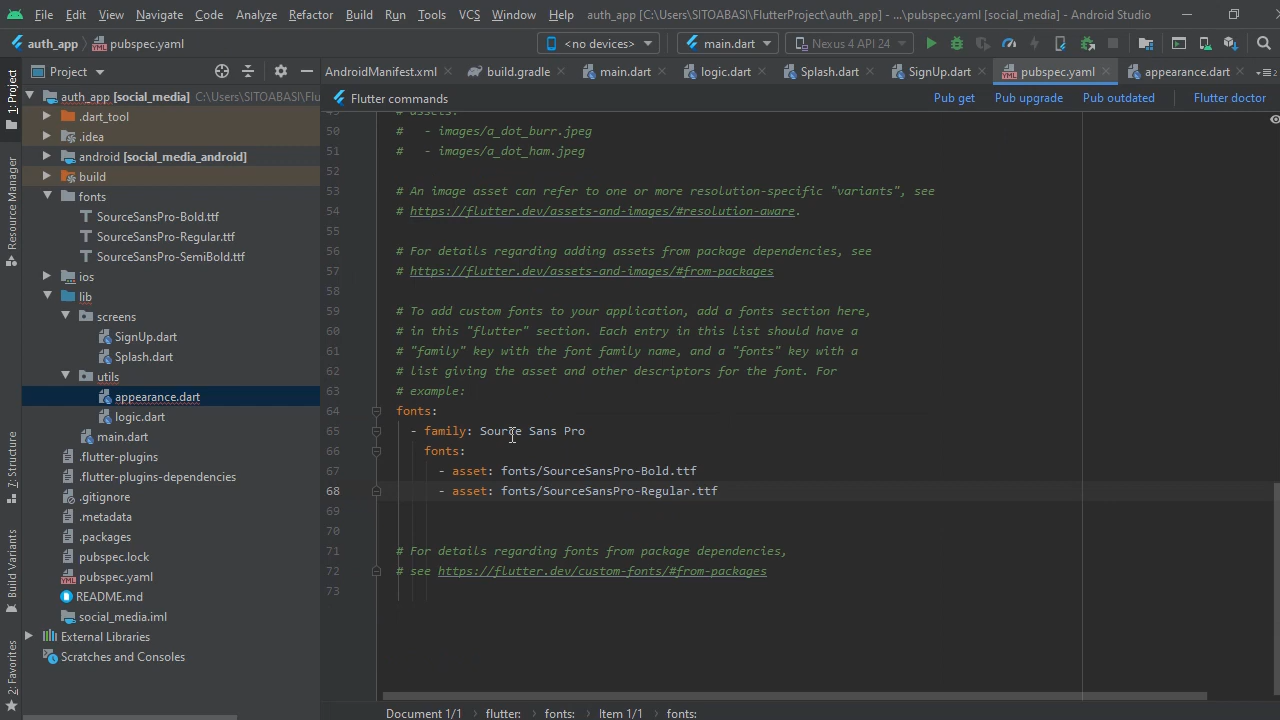 File Edit View Navigate Code Analyze Refactor Build Run Tools VCS Window Help auth_app [C:\Users\SITOABASI\FlutterProject\auth_app] - ...\pubspec.yaml [social_media] - Android Studio
auth_app pubspec.yaml <no devices> main.dart Nexus 4 API 24
1: Project
Resource Manager
Z: Structure
Build Variants
2: Favorites
Project
AndroidManifest.xml build.gradle main.dart logic.dart Splash.dart SignUp.dart pubspec.yaml appearance.dart
Flutter commands Pub get Pub upgrade Pub outdated Flutter doctor
auth_app [social_media] C:\Users\SITOABASI\Flu
.dart_tool
.idea
android [social_media_android]
build
fonts
SourceSansPro-Bold.ttf
SourceSansPro-Regular.ttf
SourceSansPro-SemiBold.ttf
ios
lib
screens
SignUp.dart
Splash.dart
utils
appearance.dart
logic.dart
main.dart
.flutter-plugins
.flutter-plugins-dependencies
.gitignore
.metadata
.packages
pubspec.lock
pubspec.yaml
README.md
social_media.iml
External Libraries
Scratches and Consoles
49 # assets:
50 #   - images/a_dot_burr.jpeg
51 #   - images/a_dot_ham.jpeg
52
53 # An image asset can refer to one or more resolution-specific "variants", see
54 # https://flutter.dev/assets-and-images/#resolution-aware.
55
56 # For details regarding adding assets from package dependencies, see
57 # https://flutter.dev/assets-and-images/#from-packages
58
59 # To add custom fonts to your application, add a fonts section here,
60 # in this "flutter" section. Each entry in this list should have a
61 # "family" key with the font family name, and a "fonts" key with a
62 # list giving the asset and other descriptors for the font. For
63 # example:
64 fonts:
65   - family: Source Sans Pro
66     fonts:
67       - asset: fonts/SourceSansPro-Bold.ttf
68       - asset: fonts/SourceSansPro-Regular.ttf
69
70
71 # For details regarding fonts from package dependencies,
72 # see https://flutter.dev/custom-fonts/#from-packages
73
Document 1/1 flutter: fonts: Item 1/1 fonts: